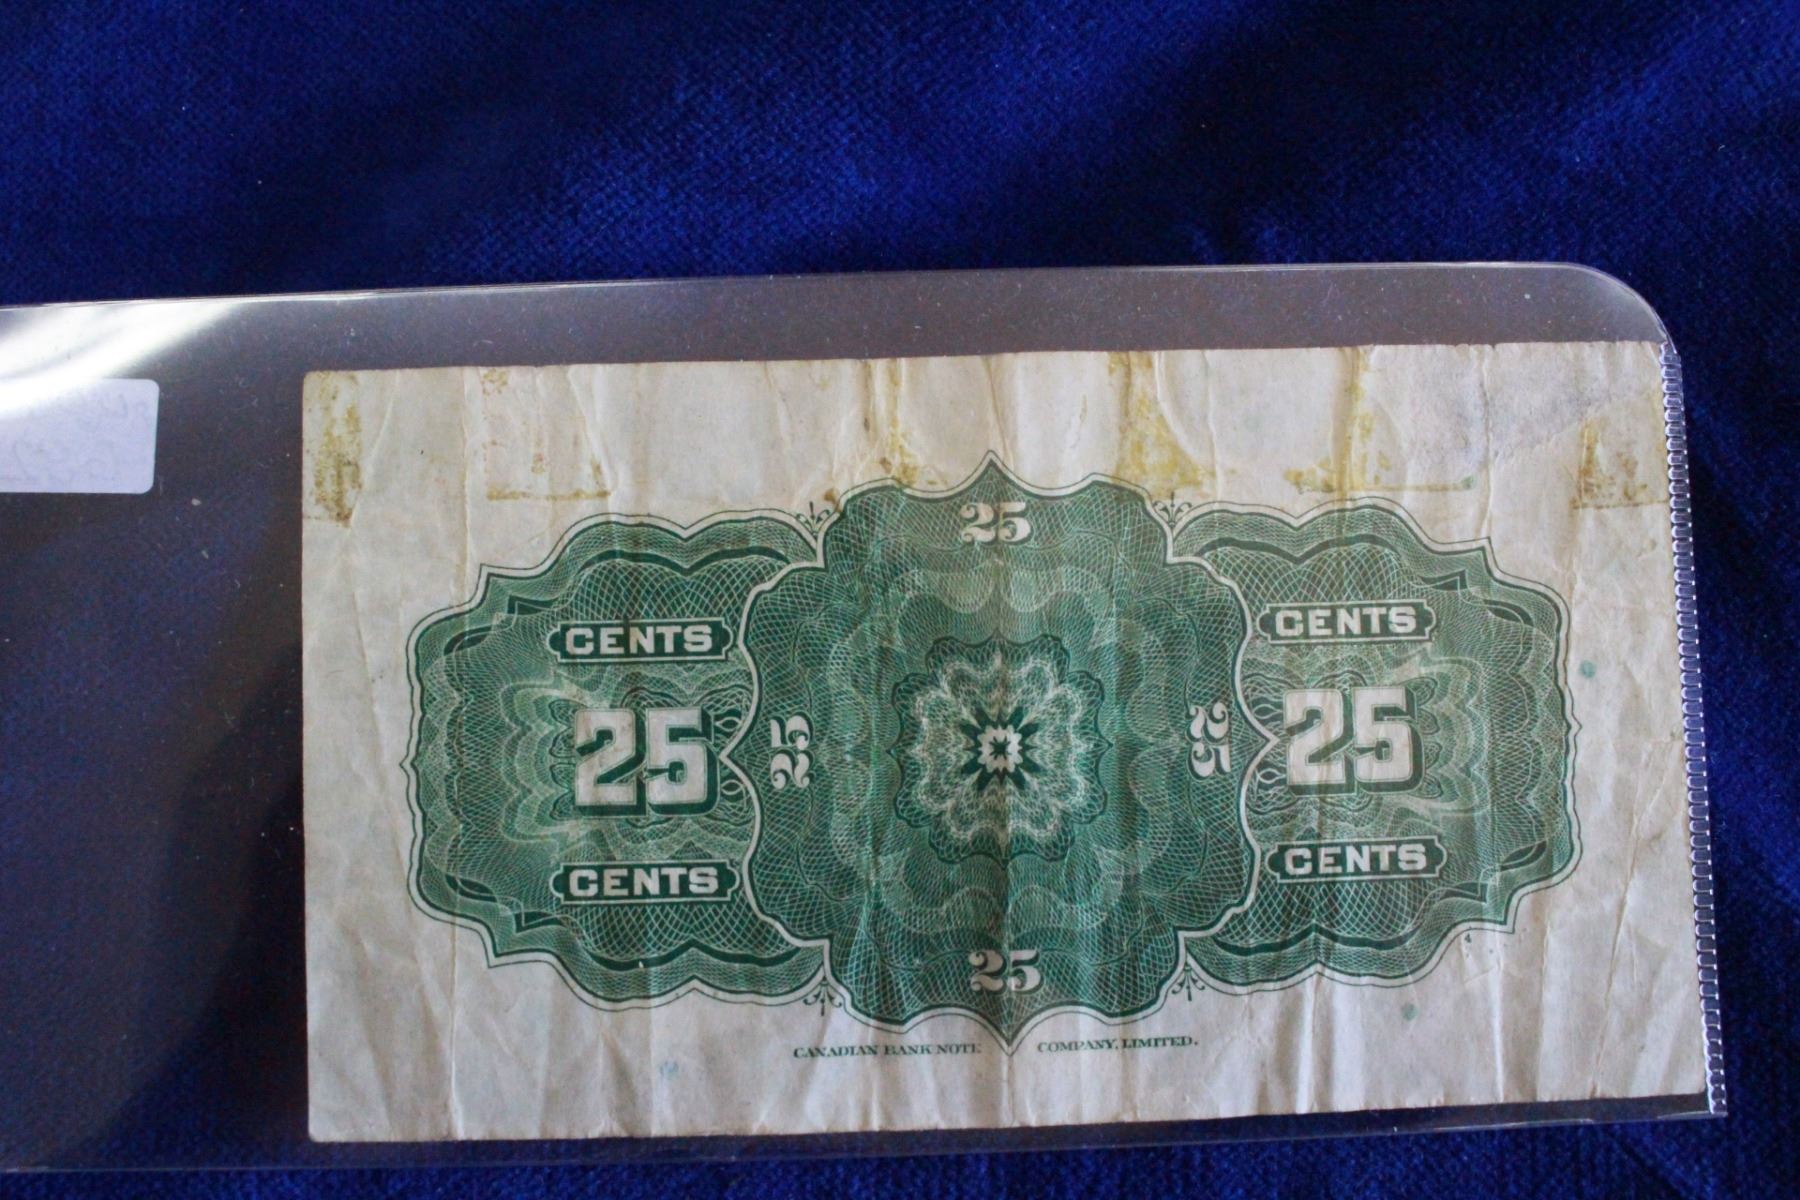 25
CENTS CENTS
25 25 25 25
CENTS CENTS
25
CANADIAN BANK NOTE COMPANY, LIMITED.